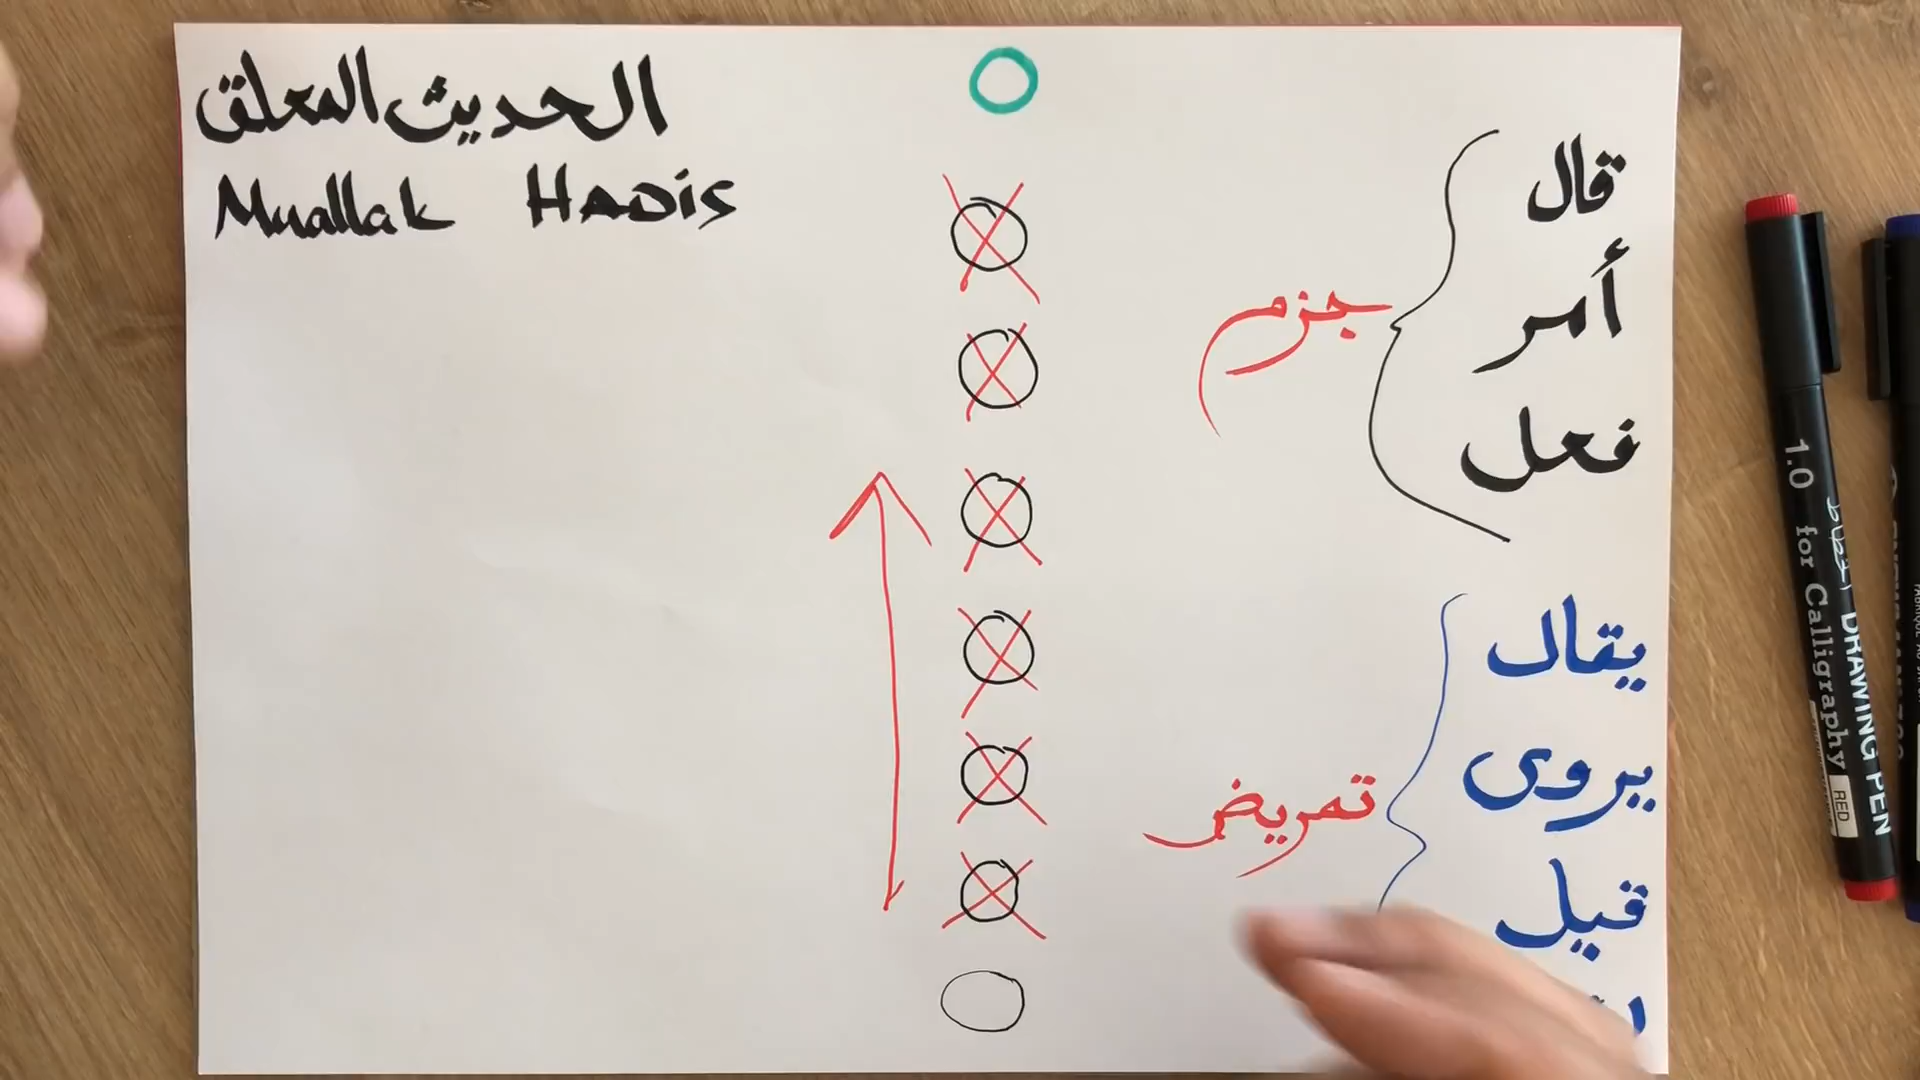 الحديث المعلق
Muallak HADis
قال
أمر
فعل
جزم
يقال
يروى
قيل
تمريض
1.0 for Calligraphy
DRAWING PEN
RED